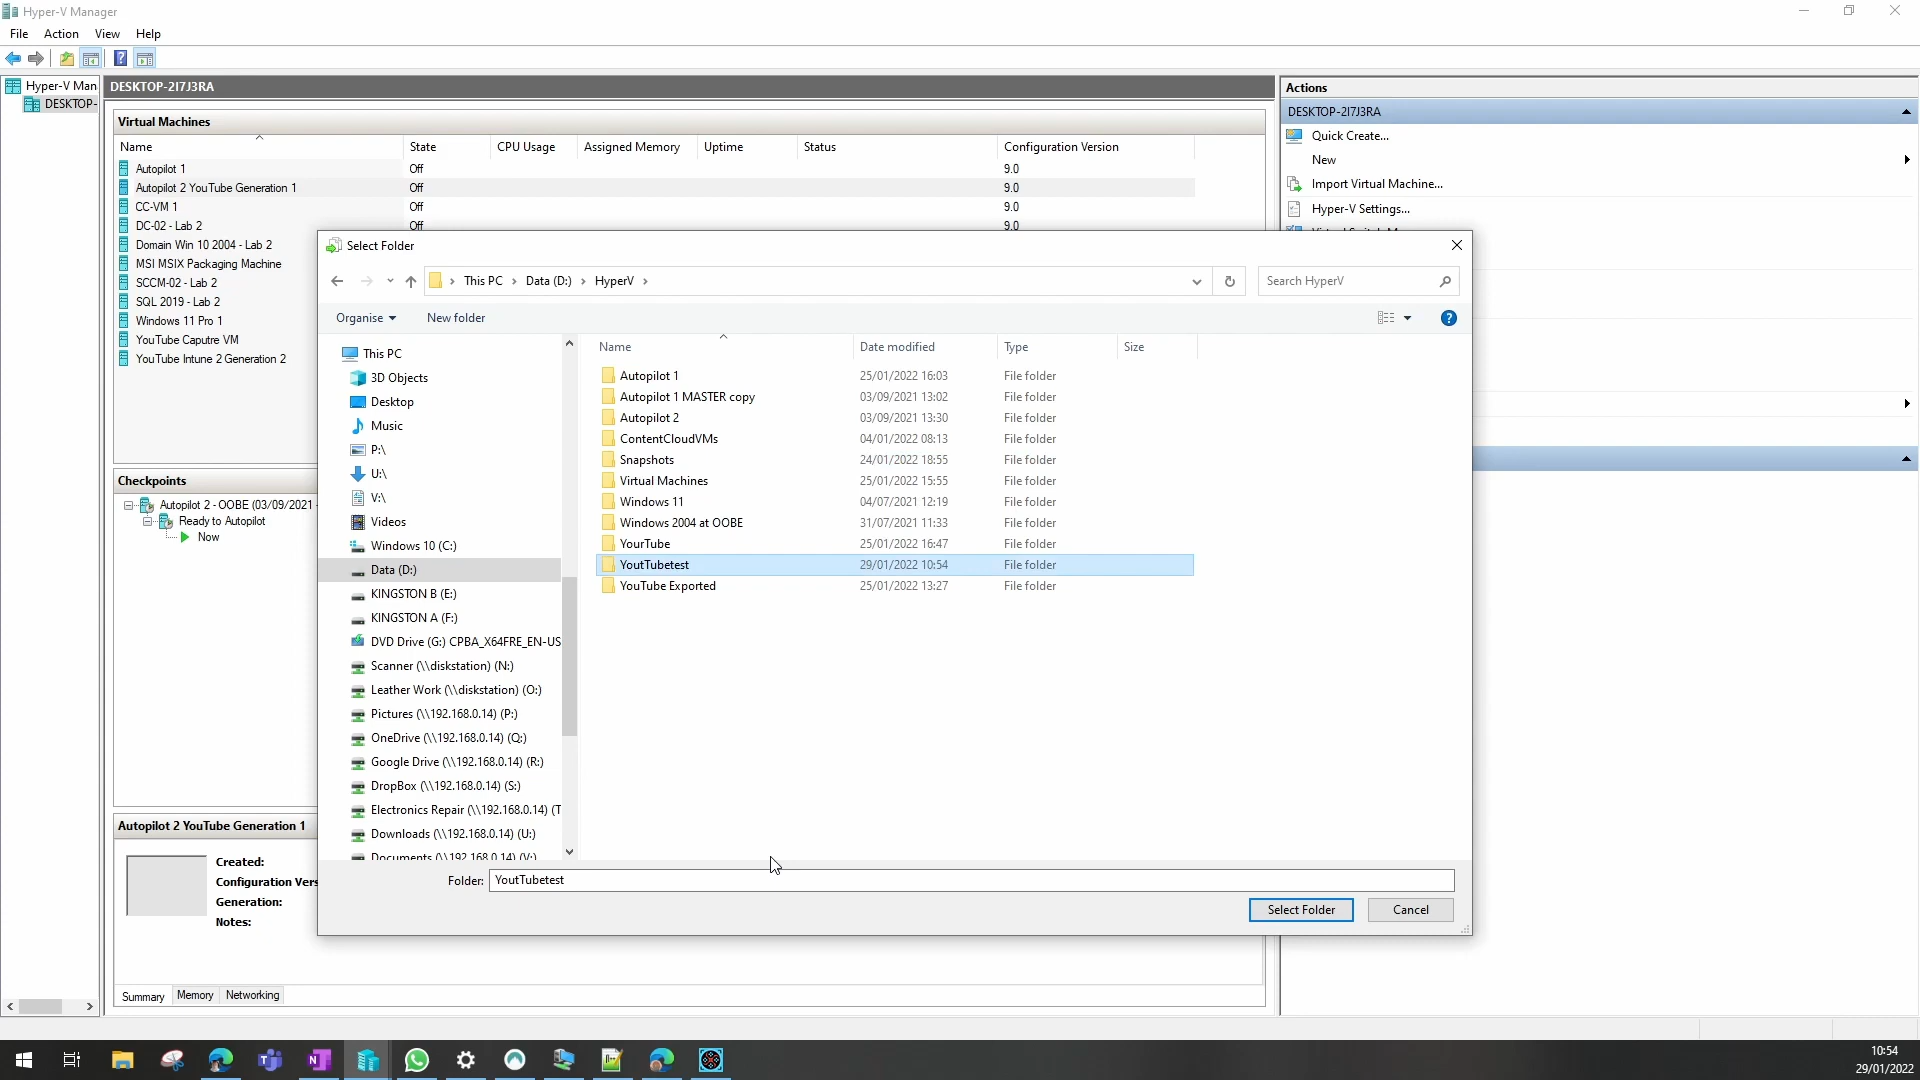 Hyper-V Manager
File Action View Help
Hyper-V Man
DESKTOP-
DESKTOP-2I7J3RA
Virtual Machines
Name State CPU Usage Assigned Memory Uptime Status Configuration Version
Autopilot 1 Off 9.0
Autopilot 2 YouTube Generation 1 Off 9.0
CC-VM 1 Off 9.0
DC-02 - Lab 2 Off 9.0
Domain Win 10 2004 - Lab 2
MSI MSIX Packaging Machine
SCCM-02 - Lab 2
SQL 2019 - Lab 2
Windows 11 Pro 1
YouTube Caputre VM
YouTube Intune 2 Generation 2
Checkpoints
Autopilot 2 - OOBE (03/09/2021 -
Ready to Autopilot
Now
Autopilot 2 YouTube Generation 1
Created:
Configuration Vers
Generation:
Notes:
Summary Memory Networking
Select Folder
This PC Data (D:) HyperV
Search HyperV
Organise New folder
This PC
3D Objects
Desktop
Music
P:\
U:\
V:\
Videos
Windows 10 (C:)
Data (D:)
KINGSTON B (E:)
KINGSTON A (F:)
DVD Drive (G:) CPBA_X64FRE_EN-US
Scanner (\\diskstation) (N:)
Leather Work (\\diskstation) (O:)
Pictures (\\192.168.0.14) (P:)
OneDrive (\\192.168.0.14) (Q:)
Google Drive (\\192.168.0.14) (R:)
DropBox (\\192.168.0.14) (S:)
Electronics Repair (\\192.168.0.14) (T
Downloads (\\192.168.0.14) (U:)
Documents (\\192.168.0.14) (V:)
Name Date modified Type Size
Autopilot 1 25/01/2022 16:03 File folder
Autopilot 1 MASTER copy 03/09/2021 13:02 File folder
Autopilot 2 03/09/2021 13:30 File folder
ContentCloudVMs 04/01/2022 08:13 File folder
Snapshots 24/01/2022 18:55 File folder
Virtual Machines 25/01/2022 15:55 File folder
Windows 11 04/07/2021 12:19 File folder
Windows 2004 at OOBE 31/07/2021 11:33 File folder
YourTube 25/01/2022 16:47 File folder
YoutTubetest 29/01/2022 10:54 File folder
YouTube Exported 25/01/2022 13:27 File folder
Folder: YoutTubetest
Select Folder Cancel
Actions
DESKTOP-2I7J3RA
Quick Create...
New
Import Virtual Machine...
Hyper-V Settings...
10:54
29/01/2022